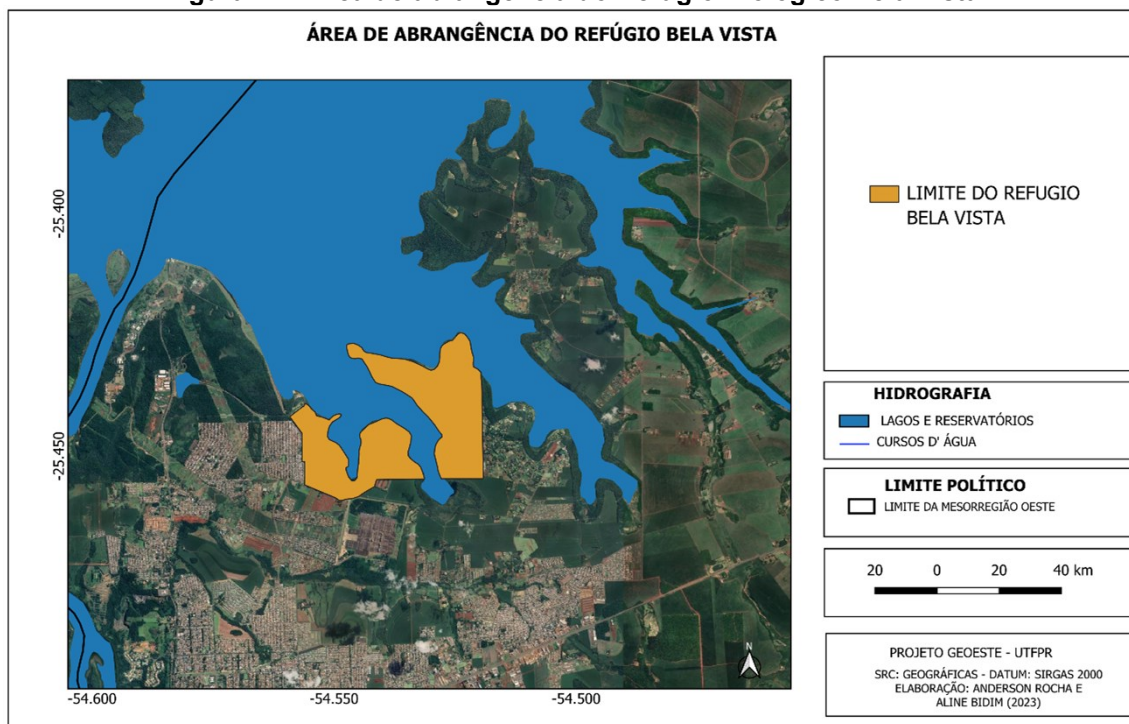 ÁREA DE ABRANGÊNCIA DO REFÚGIO BELA VISTA
-25.400
-25.450
-54.600
-54.550
-54.500
N
LIMITE DO REFUGIO
BELA VISTA
HIDROGRAFIA
LAGOS E RESERVATÓRIOS
CURSOS D' ÁGUA
LIMITE POLÍTICO
LIMITE DA MESORREGIÃO OESTE
20 0 20 40 km
PROJETO GEOESTE - UTFPR
SRC: GEOGRÁFICAS - DATUM: SIRGAS 2000
ELABORAÇÃO: ANDERSON ROCHA E
ALINE BIDIM (2023)